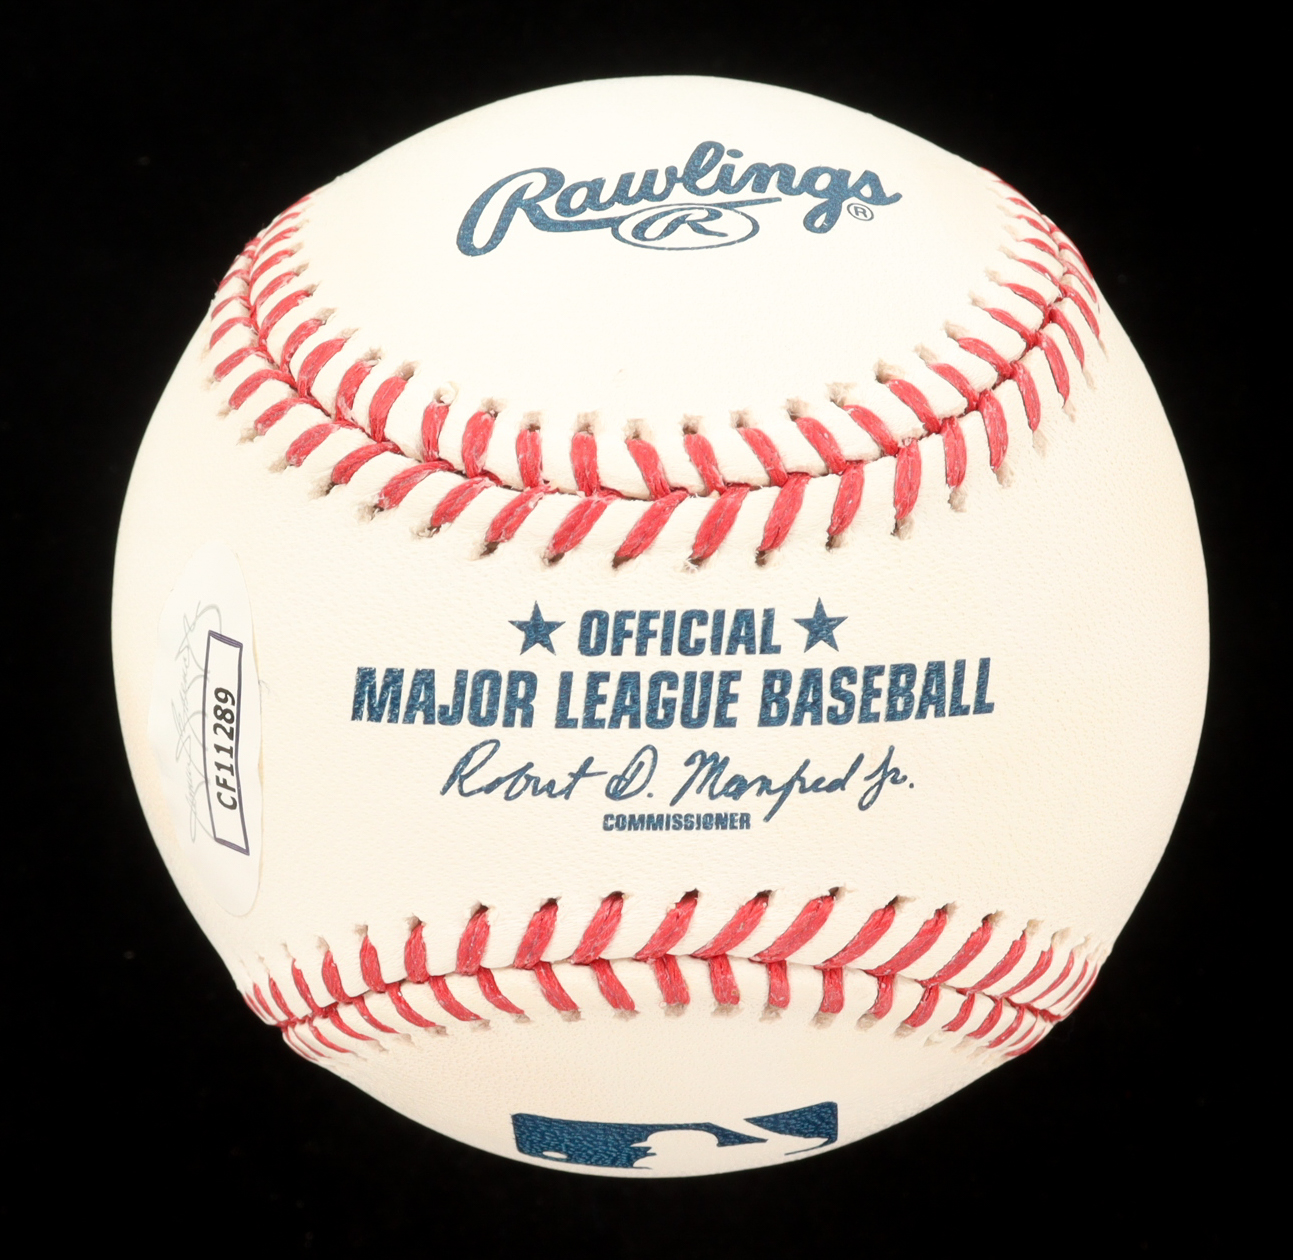 Rawlings ®
R
★ OFFICIAL ★
MAJOR LEAGUE BASEBALL
Robert D. Manfred Jr.
COMMISSIONER
CF11289